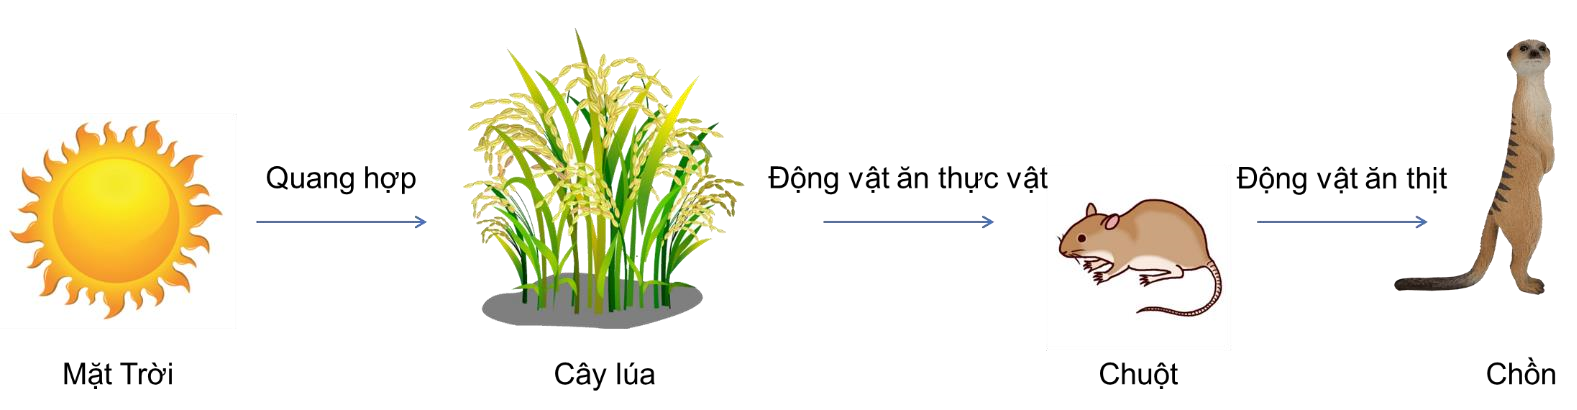 Quang hợp
Động vật ăn thực vật
Động vật ăn thịt
Mặt Trời
Cây lúa
Chuột
Chồn